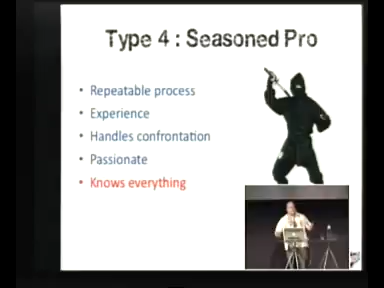 Type 4 : Seasoned Pro
• Repeatable process
• Experience
• Handles confrontation
• Passionate
• Knows everything